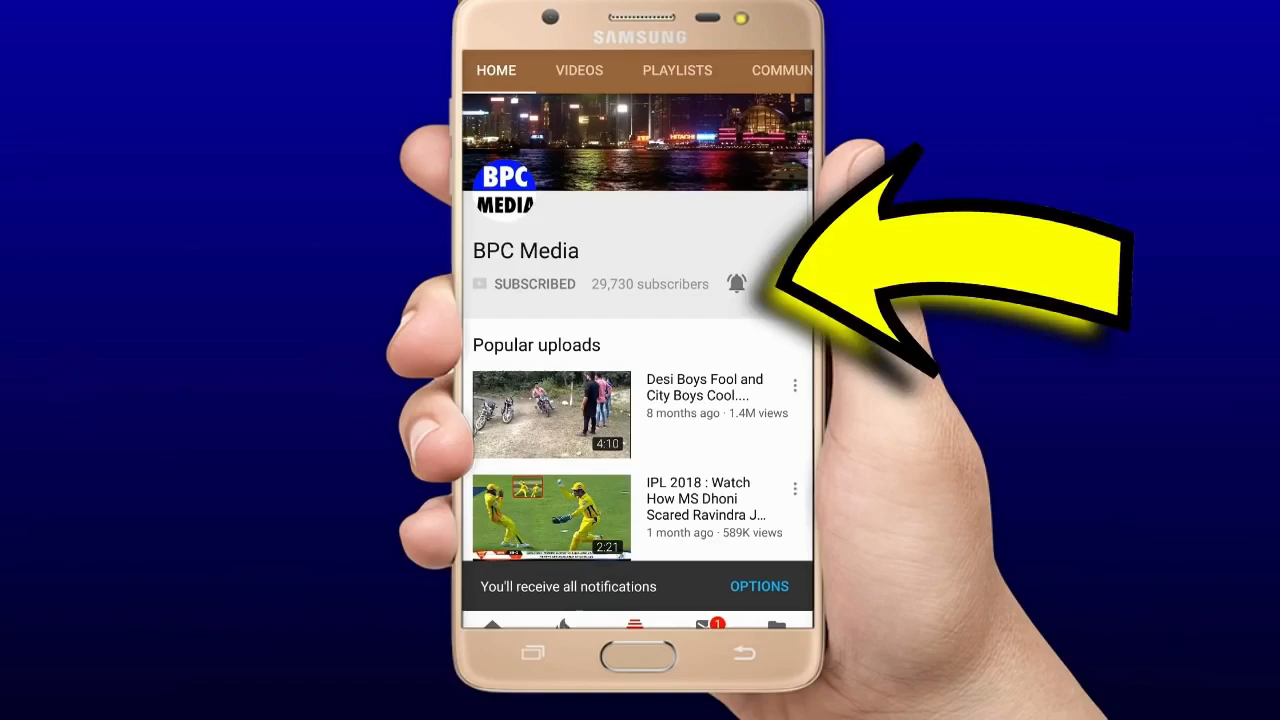 SAMSUNG
HOME VIDEOS PLAYLISTS COMMUN
HITACHI
BPC
MEDIA
BPC Media
SUBSCRIBED 29,730 subscribers
Popular uploads
Desi Boys Fool and
City Boys Cool....
8 months ago · 1.4M views
4:10
IPL 2018 : Watch
How MS Dhoni
Scared Ravindra J...
1 month ago · 589K views
2:21
You'll receive all notifications OPTIONS
1